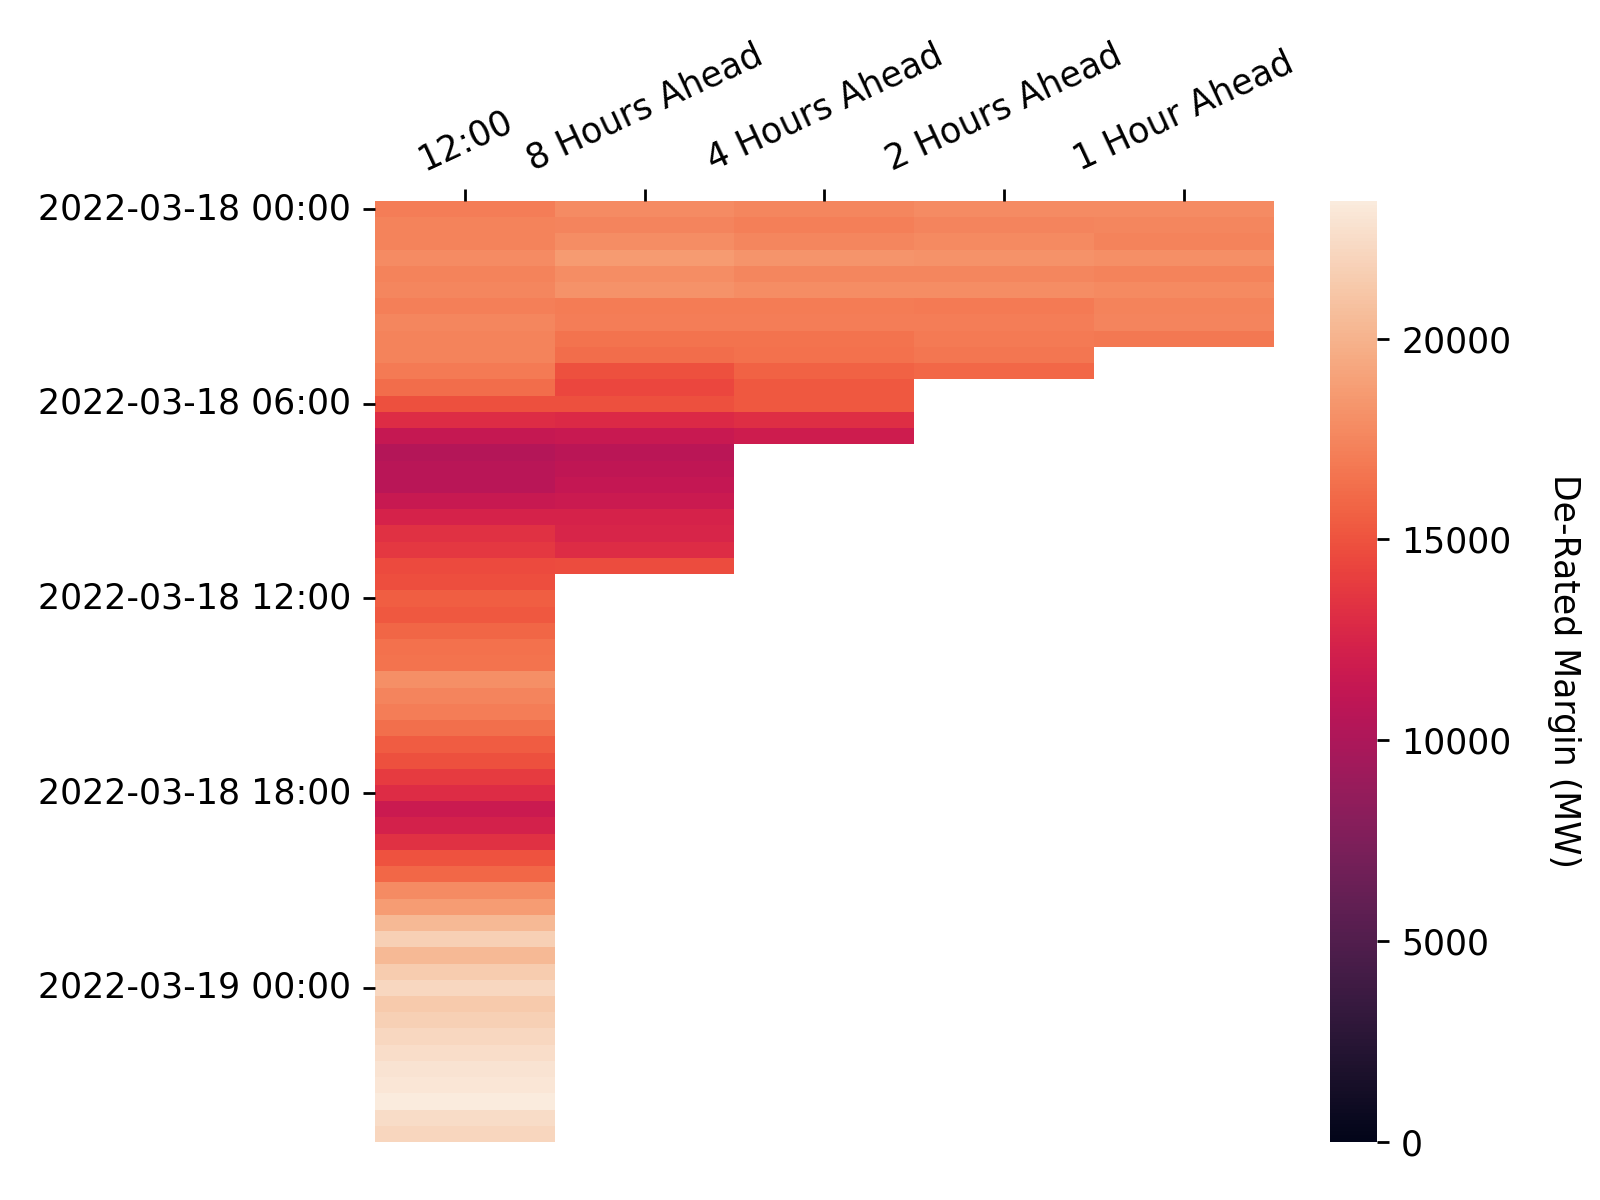 12:00
8 Hours Ahead
4 Hours Ahead
2 Hours Ahead
1 Hour Ahead
2022-03-18 00:00
2022-03-18 06:00
2022-03-18 12:00
2022-03-18 18:00
2022-03-19 00:00
20000
15000
10000
5000
0
De-Rated Margin (MW)